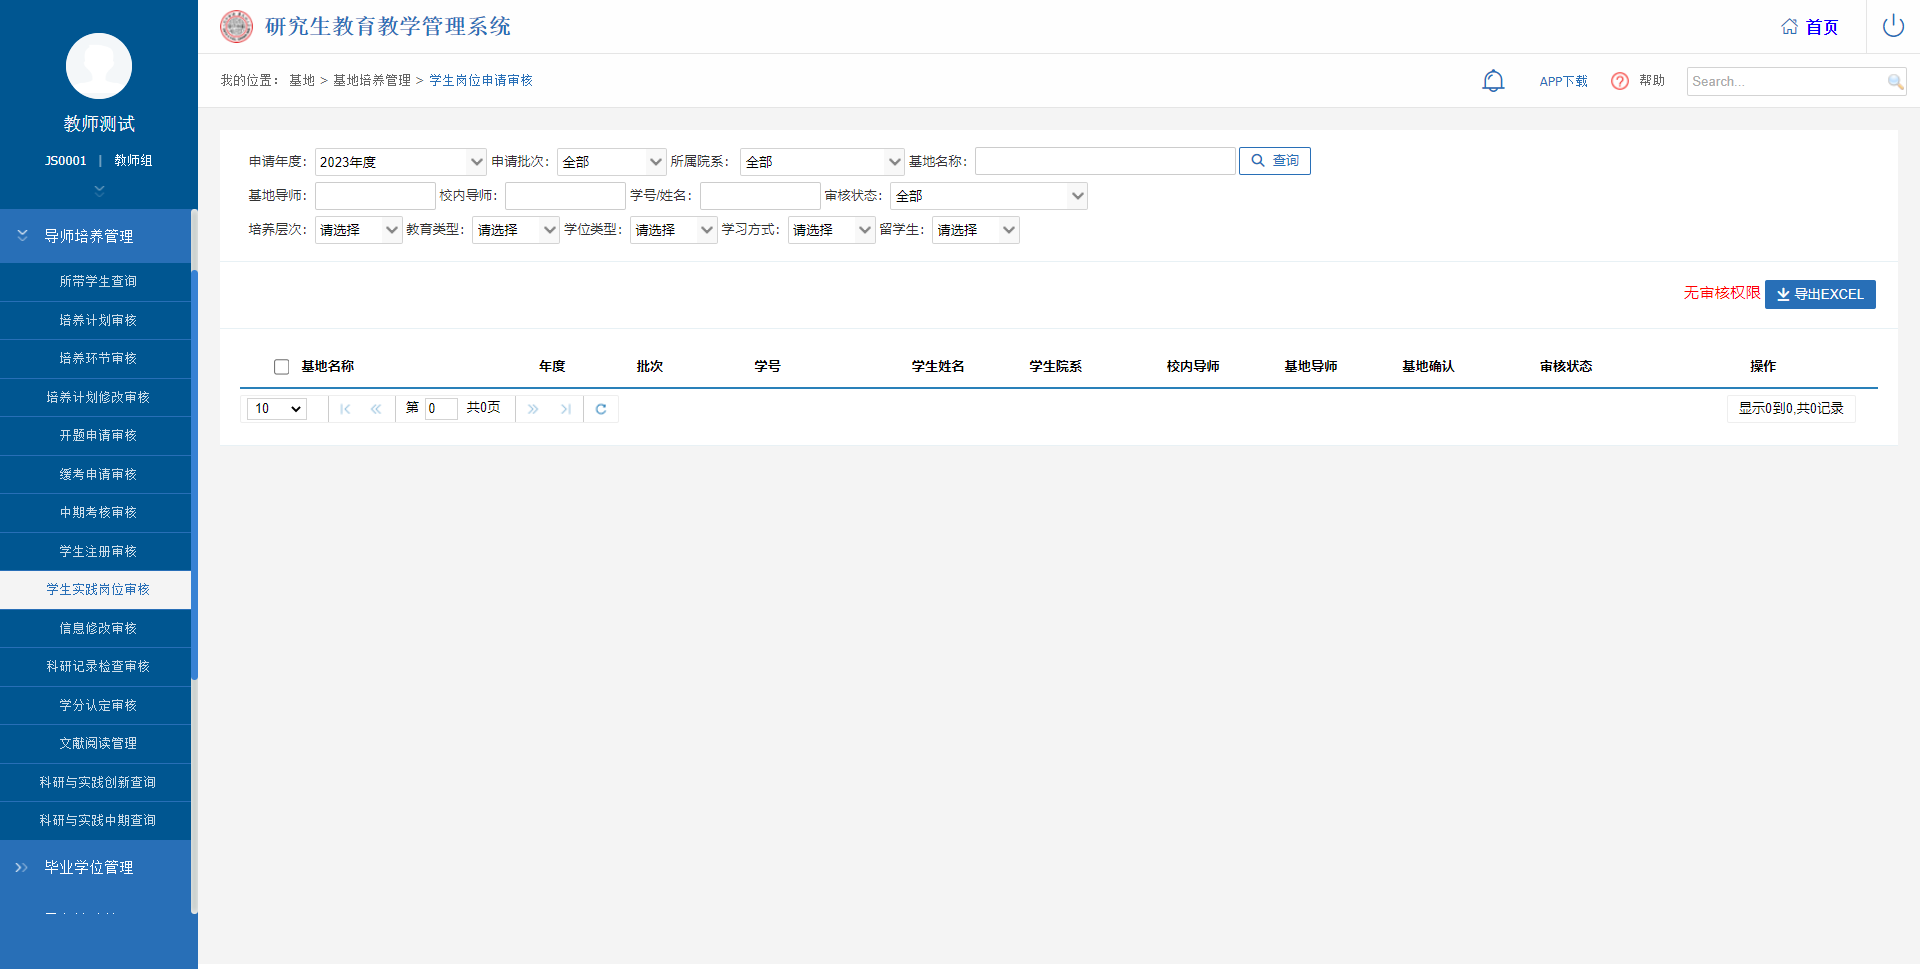 研究生教育教学管理系统
首页
教师测试
JS0001 | 教师组
我的位置： 基地 > 基地培养管理 > 学生岗位申请审核
APP下载
帮助
Search...
导师培养管理
所带学生查询
培养计划审核
培养环节审核
培养计划修改审核
开题申请审核
缓考申请审核
中期考核审核
学生注册审核
学生实践岗位审核
信息修改审核
科研记录检查审核
学分认定审核
文献阅读管理
科研与实践创新查询
科研与实践中期查询
毕业学位管理
申请年度： 2023年度 申请批次： 全部 所属院系： 全部 基地名称： 查询
基地导师： 校内导师： 学号/姓名： 审核状态： 全部
培养层次： 请选择 教育类型： 请选择 学位类型： 请选择 学习方式： 请选择 留学生： 请选择
无审核权限 导出EXCEL
基地名称 年度 批次 学号 学生姓名 学生院系 校内导师 基地导师 基地确认 审核状态 操作
10 第 0 共0页 显示0到0,共0记录